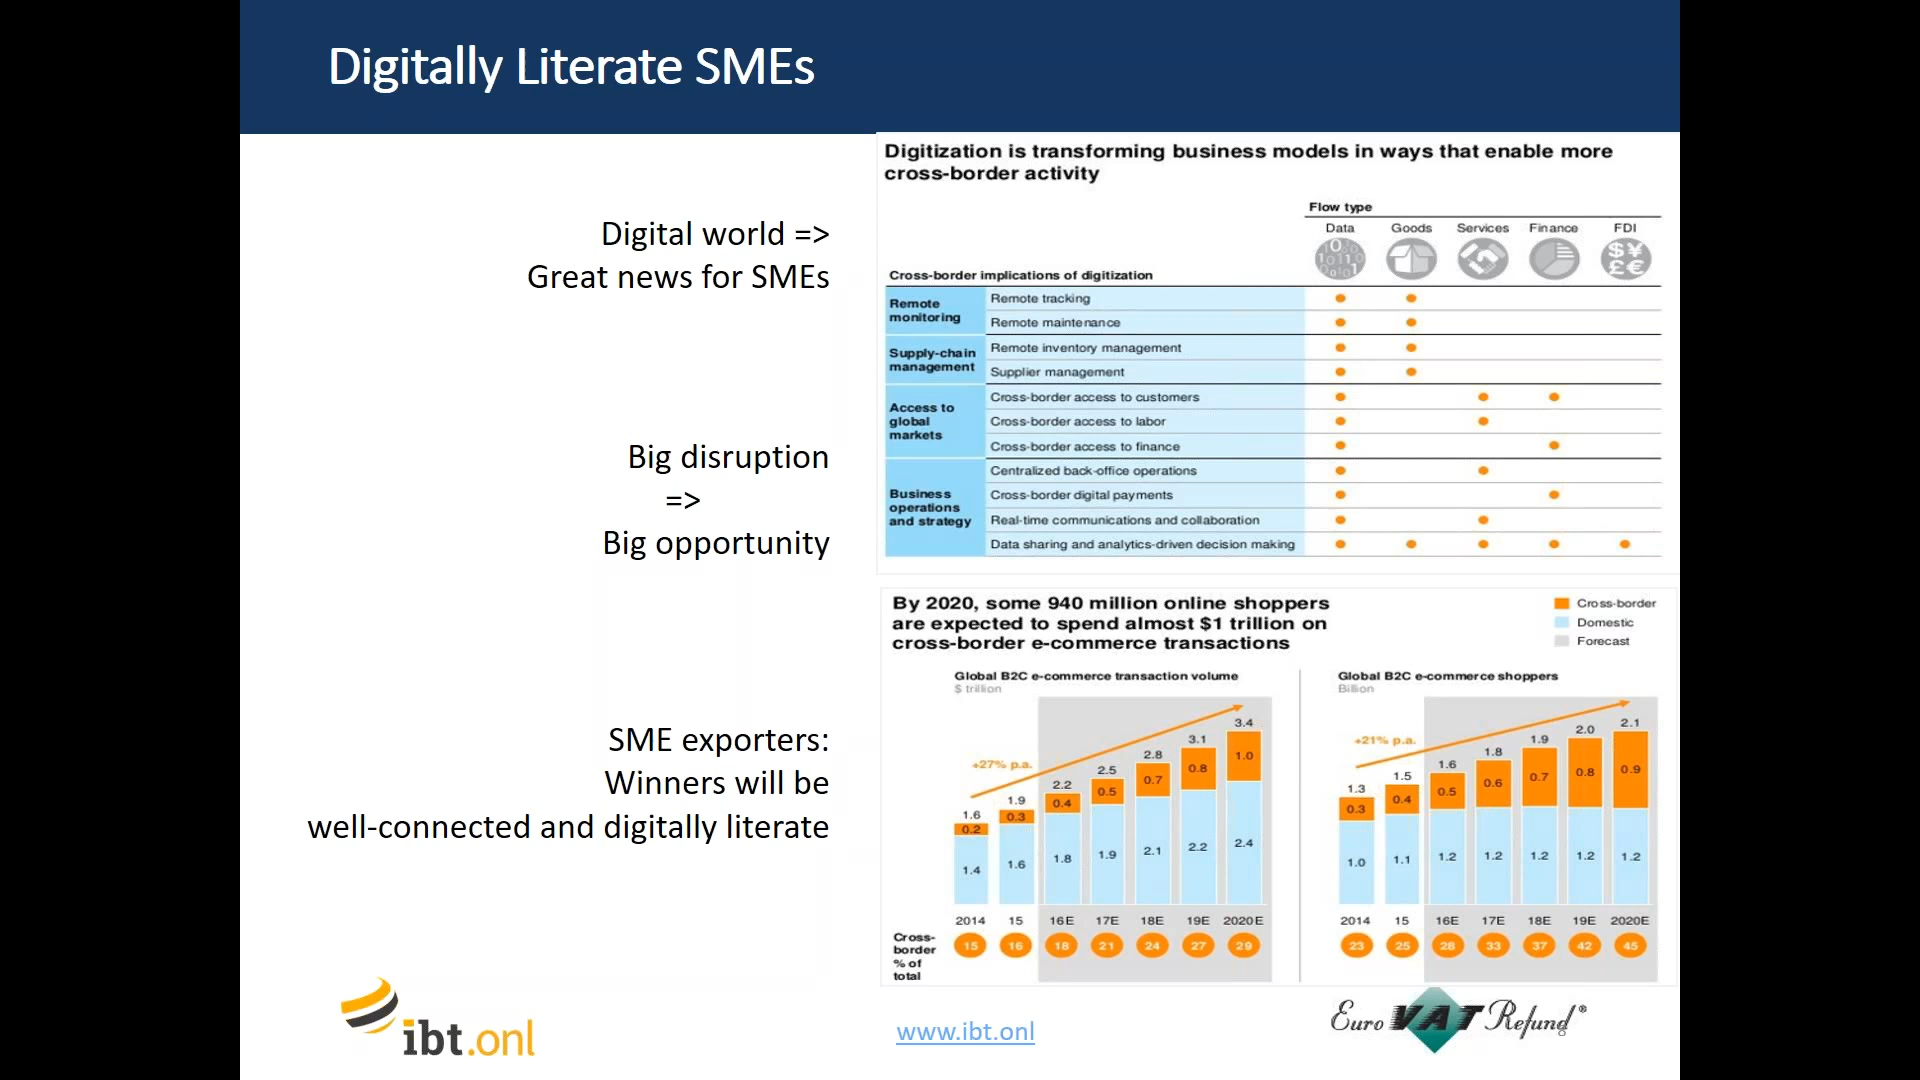 Digitally Literate SMEs
Digital world =>
Great news for SMEs
Big disruption
=>
Big opportunity
SME exporters:
Winners will be
well-connected and digitally literate
Digitization is transforming business models in ways that enable more
cross-border activity
Flow type
Data Goods Services Finance FDI
Cross-border implications of digitization
Remote
monitoring
Remote tracking
Remote maintenance
Supply-chain
management
Remote inventory management
Supplier management
Access to
global
markets
Cross-border access to customers
Cross-border access to labor
Cross-border access to finance
Business
operations
and strategy
Centralized back-office operations
Cross-border digital payments
Real-time communications and collaboration
Data sharing and analytics-driven decision making
By 2020, some 940 million online shoppers
are expected to spend almost $1 trillion on
cross-border e-commerce transactions
Cross-border
Domestic
Forecast
Global B2C e-commerce transaction volume
$ trillion
+27% p.a.
1.6 1.9 2.2 2.5 2.8 3.1 3.4
0.2 0.3 0.4 0.5 0.7 0.8 1.0
1.4 1.6 1.8 1.9 2.1 2.2 2.4
2014 15 16E 17E 18E 19E 2020E
Cross-
border
% of
total
15 16 18 21 24 27 29
Global B2C e-commerce shoppers
Billion
+21% p.a.
1.3 1.5 1.6 1.8 1.9 2.0 2.1
0.3 0.4 0.5 0.6 0.7 0.8 0.9
1.0 1.1 1.2 1.2 1.2 1.2 1.2
2014 15 16E 17E 18E 19E 2020E
23 25 28 33 37 42 45
ibt.onl
www.ibt.onl
Euro VAT Refund®